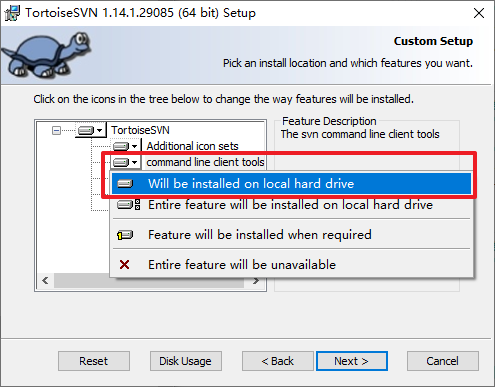 TortoiseSVN 1.14.1.29085 (64 bit) Setup
Custom Setup
Pick an install location and which features you want.
Click on the icons in the tree below to change the way features will be installed.
TortoiseSVN
Additional icon sets
command line client tools
Will be installed on local hard drive
Entire feature will be installed on local hard drive
Feature will be installed when required
Entire feature will be unavailable
Feature Description
The svn command line client tools
Reset
Disk Usage
< Back
Next >
Cancel